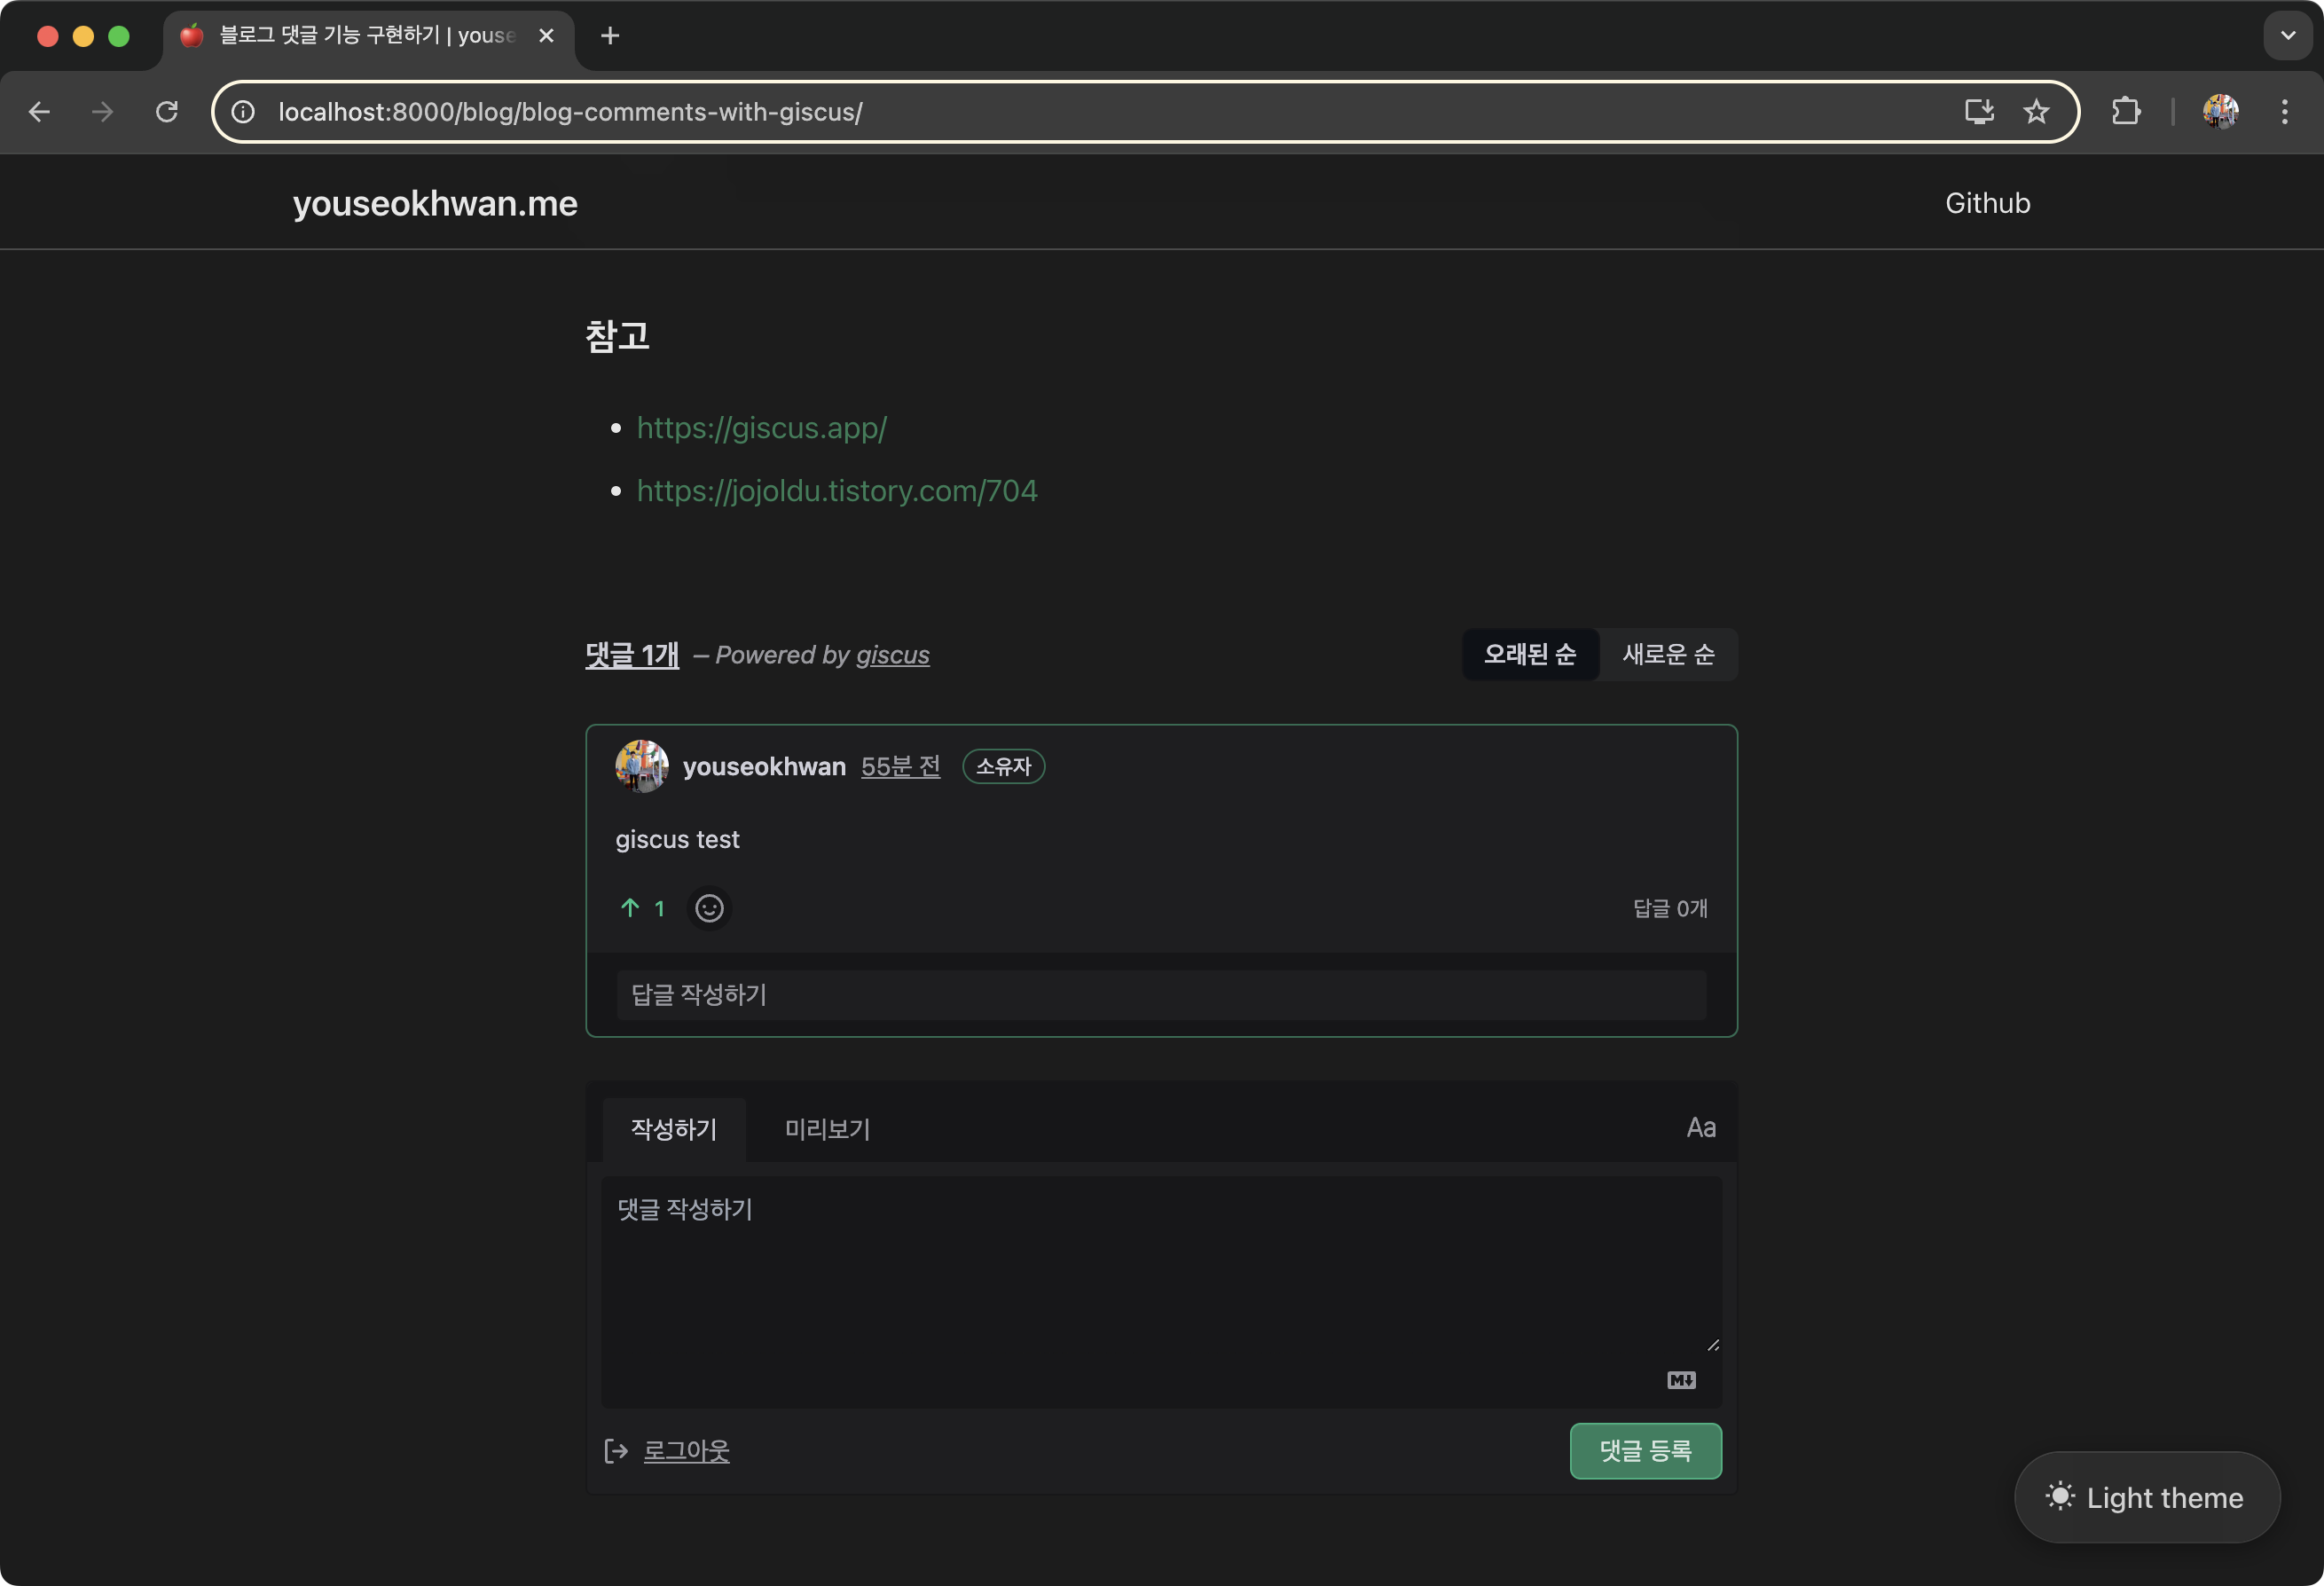 블로그 댓글 기능 구현하기 | youse
localhost:8000/blog/blog-comments-with-giscus/
youseokhwan.me
Github
참고
https://giscus.app/
https://jojoldu.tistory.com/704
댓글 1개 — Powered by giscus
오래된 순 새로운 순
youseokhwan 55분 전 소유자
giscus test
1
답글 0개
답글 작성하기
작성하기 미리보기 Aa
댓글 작성하기
M
로그아웃
댓글 등록
Light theme